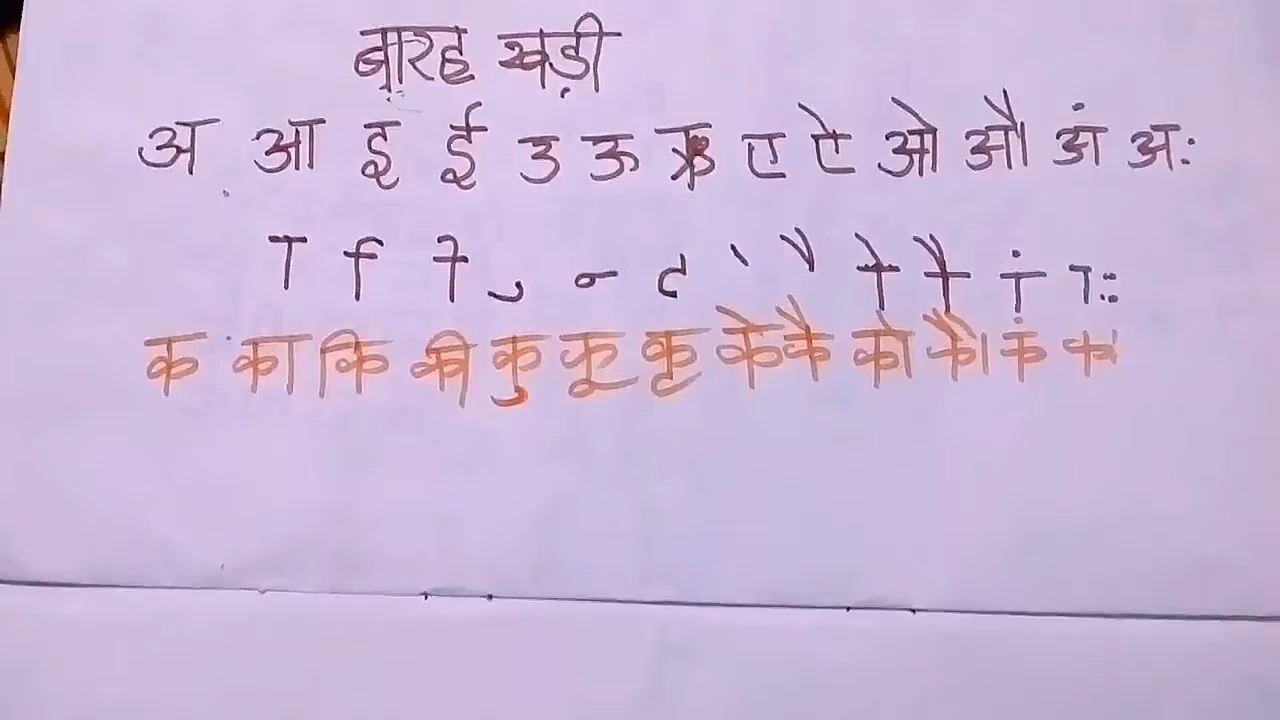 बारह खड़ी
अ आ इ ई उ ऊ ऋ ए ऐ ओ औ अं अः
ा ि ी ु ू ृ े ै ो ौ ां ाः
क का कि की कु कू कृ के कै को कौ कं का